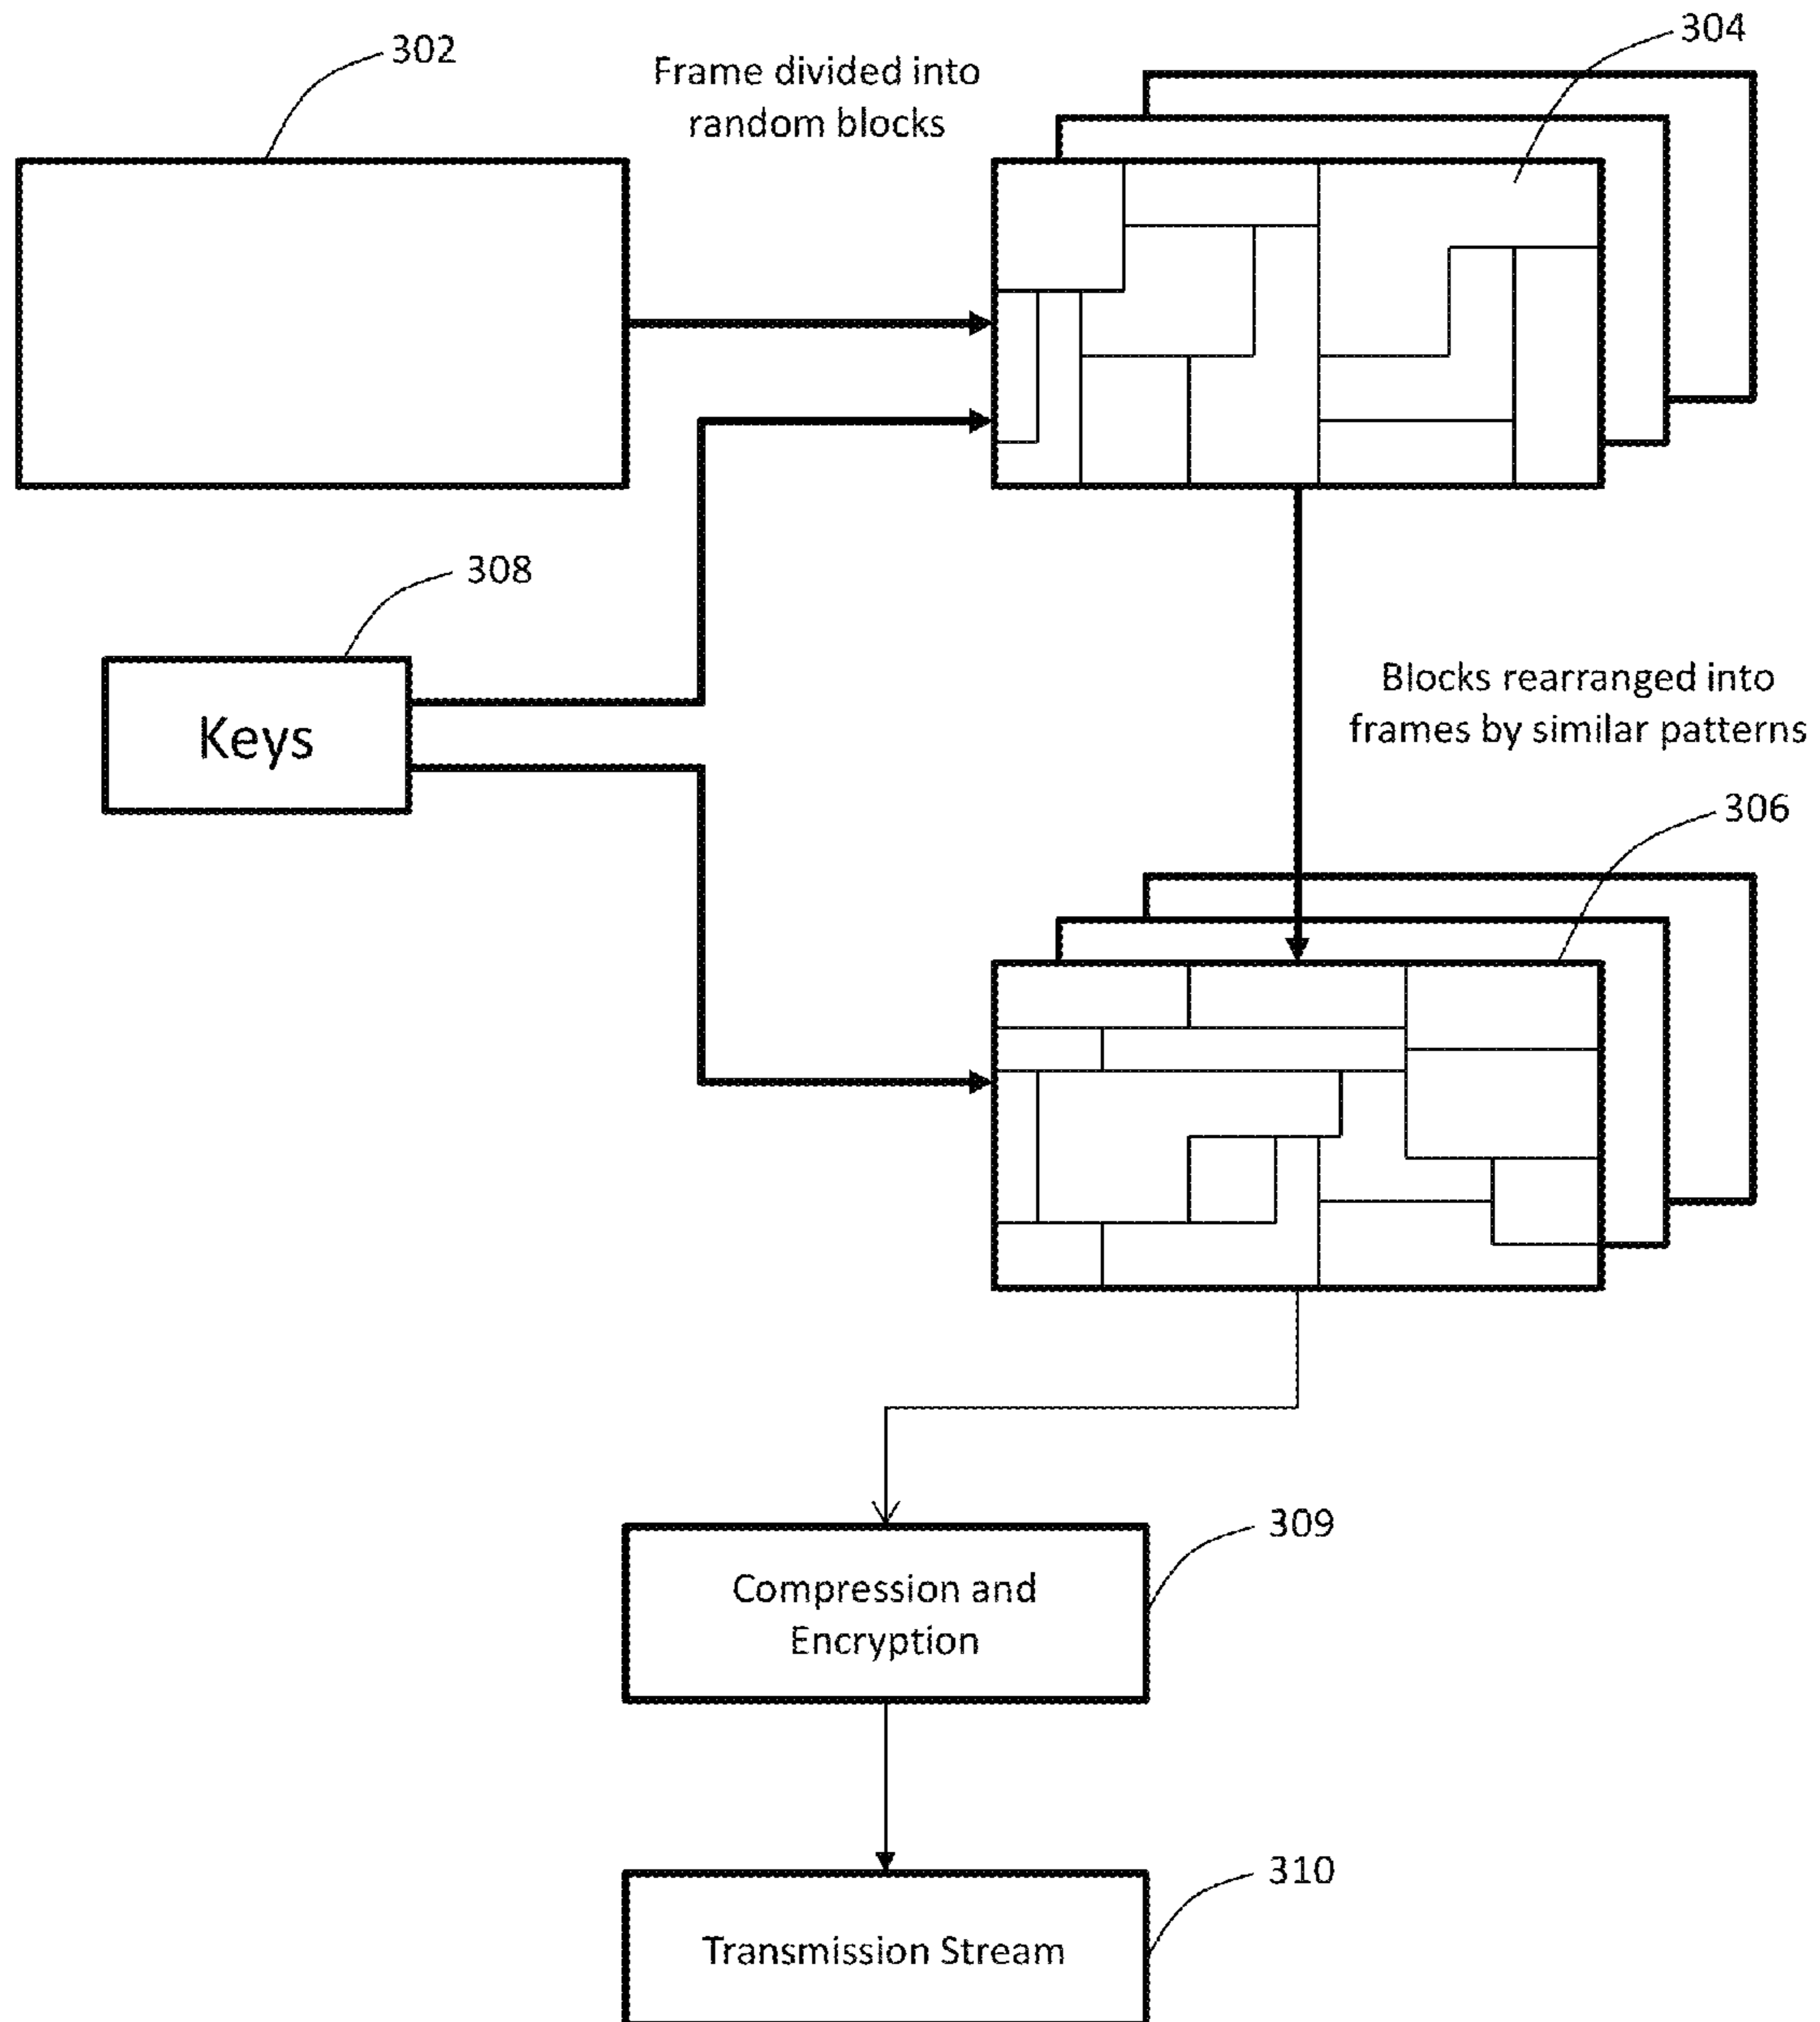 302
Frame divided into
random blocks
304
308
Keys
Blocks rearranged into
frames by similar patterns
306
309
Compression and
Encryption
310
Transmission Stream